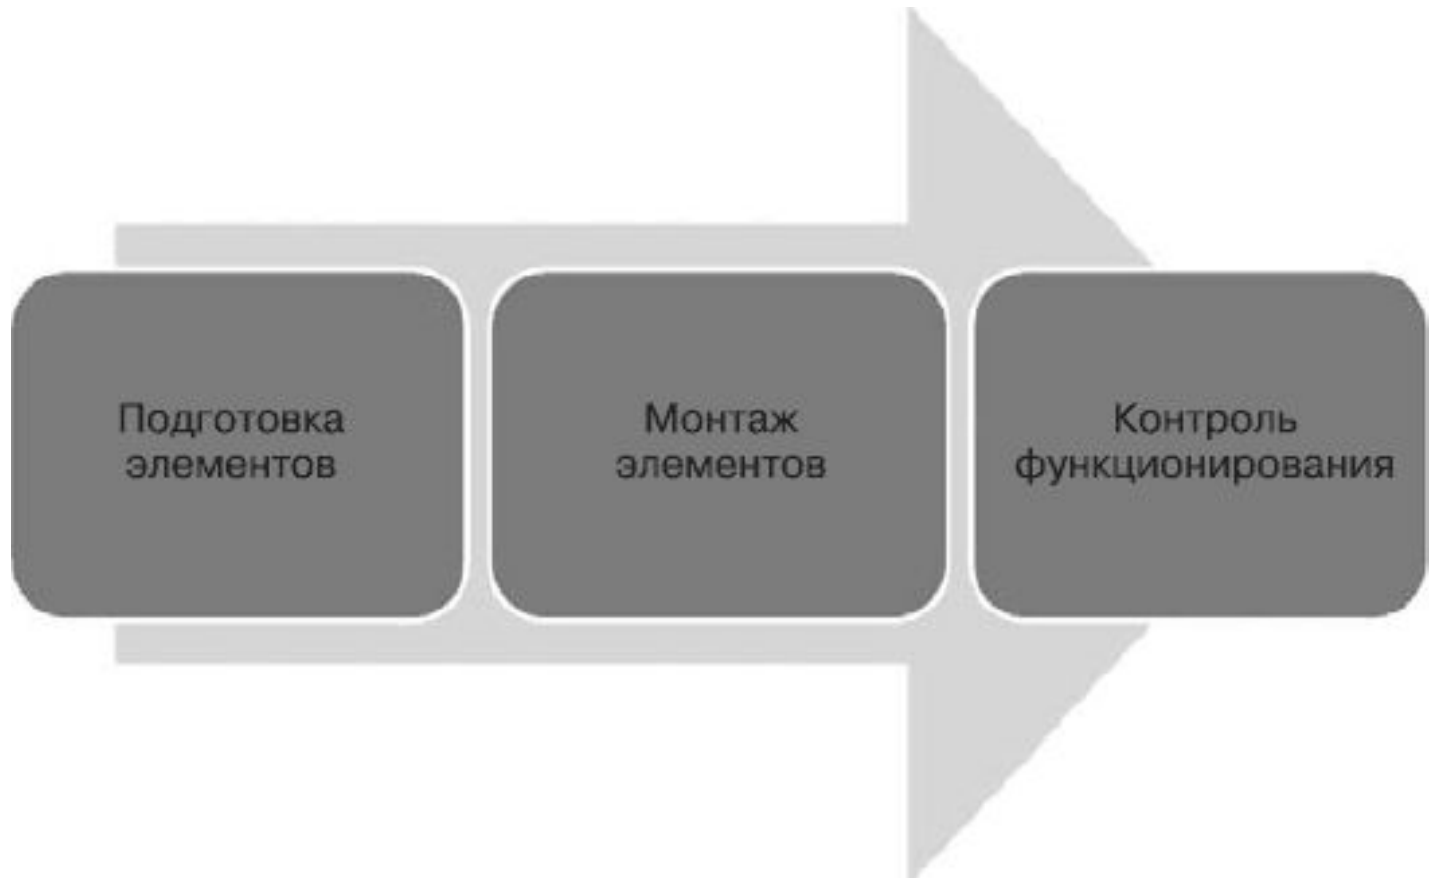 Подготовка
элементов
Монтаж
элементов
Контроль
функционирования